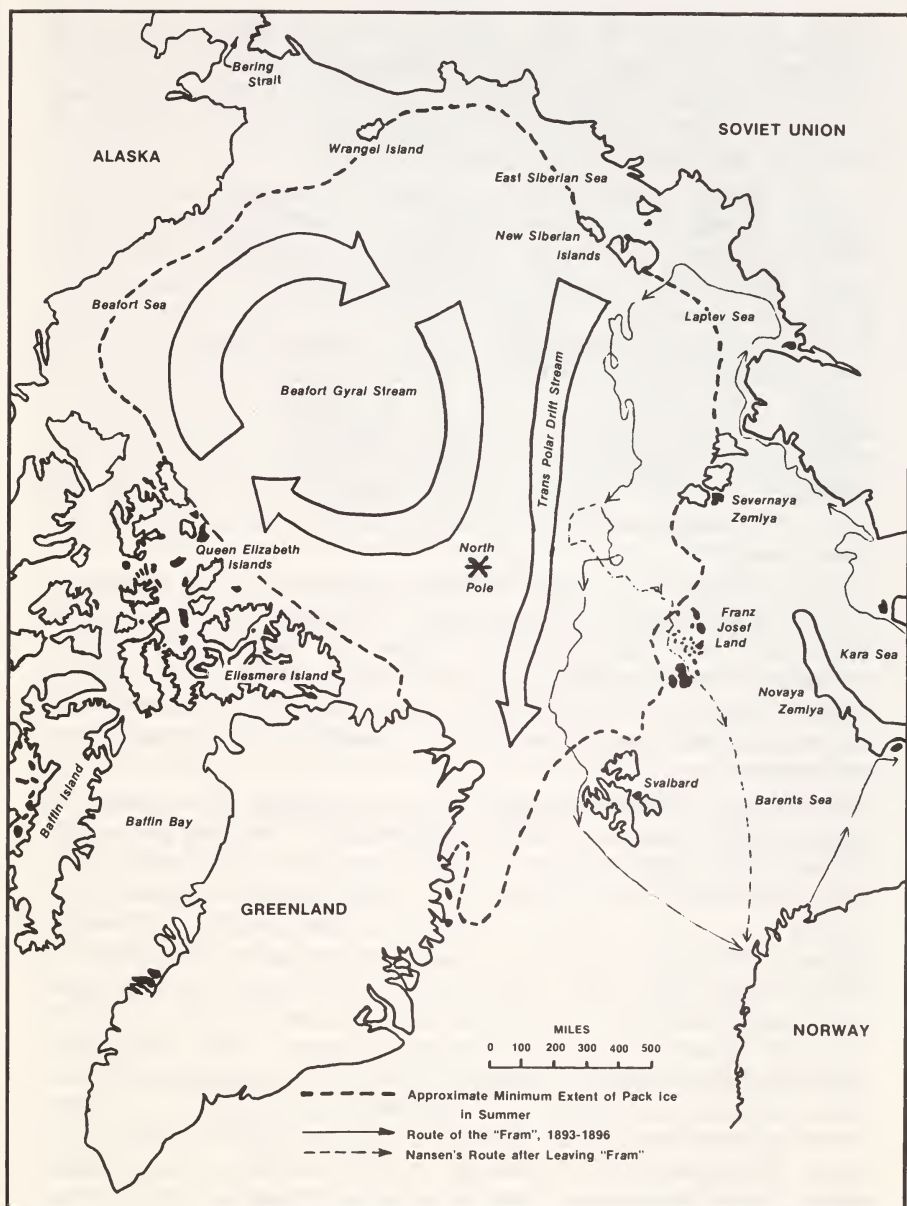 Bering
Strait
ALASKA
Wrangel Island
SOVIET UNION
East Siberian Sea
New Siberian
Islands
Beafort Sea
Laptev Sea
Beafort Gyral Stream
Trans Polar Drift Stream
Severnaya
Zemlya
Queen Elizabeth
Islands
North
Pole
Franz
Josef
Land
Kara Sea
Ellesmere Island
Novaya
Zemlya
Svalbard
Barents Sea
Baffin Island
Baffin Bay
GREENLAND
NORWAY
MILES
0 100 200 300 400 500
Approximate Minimum Extent of Pack Ice
in Summer
Route of the "Fram", 1893-1896
Nansen's Route after Leaving "Fram"